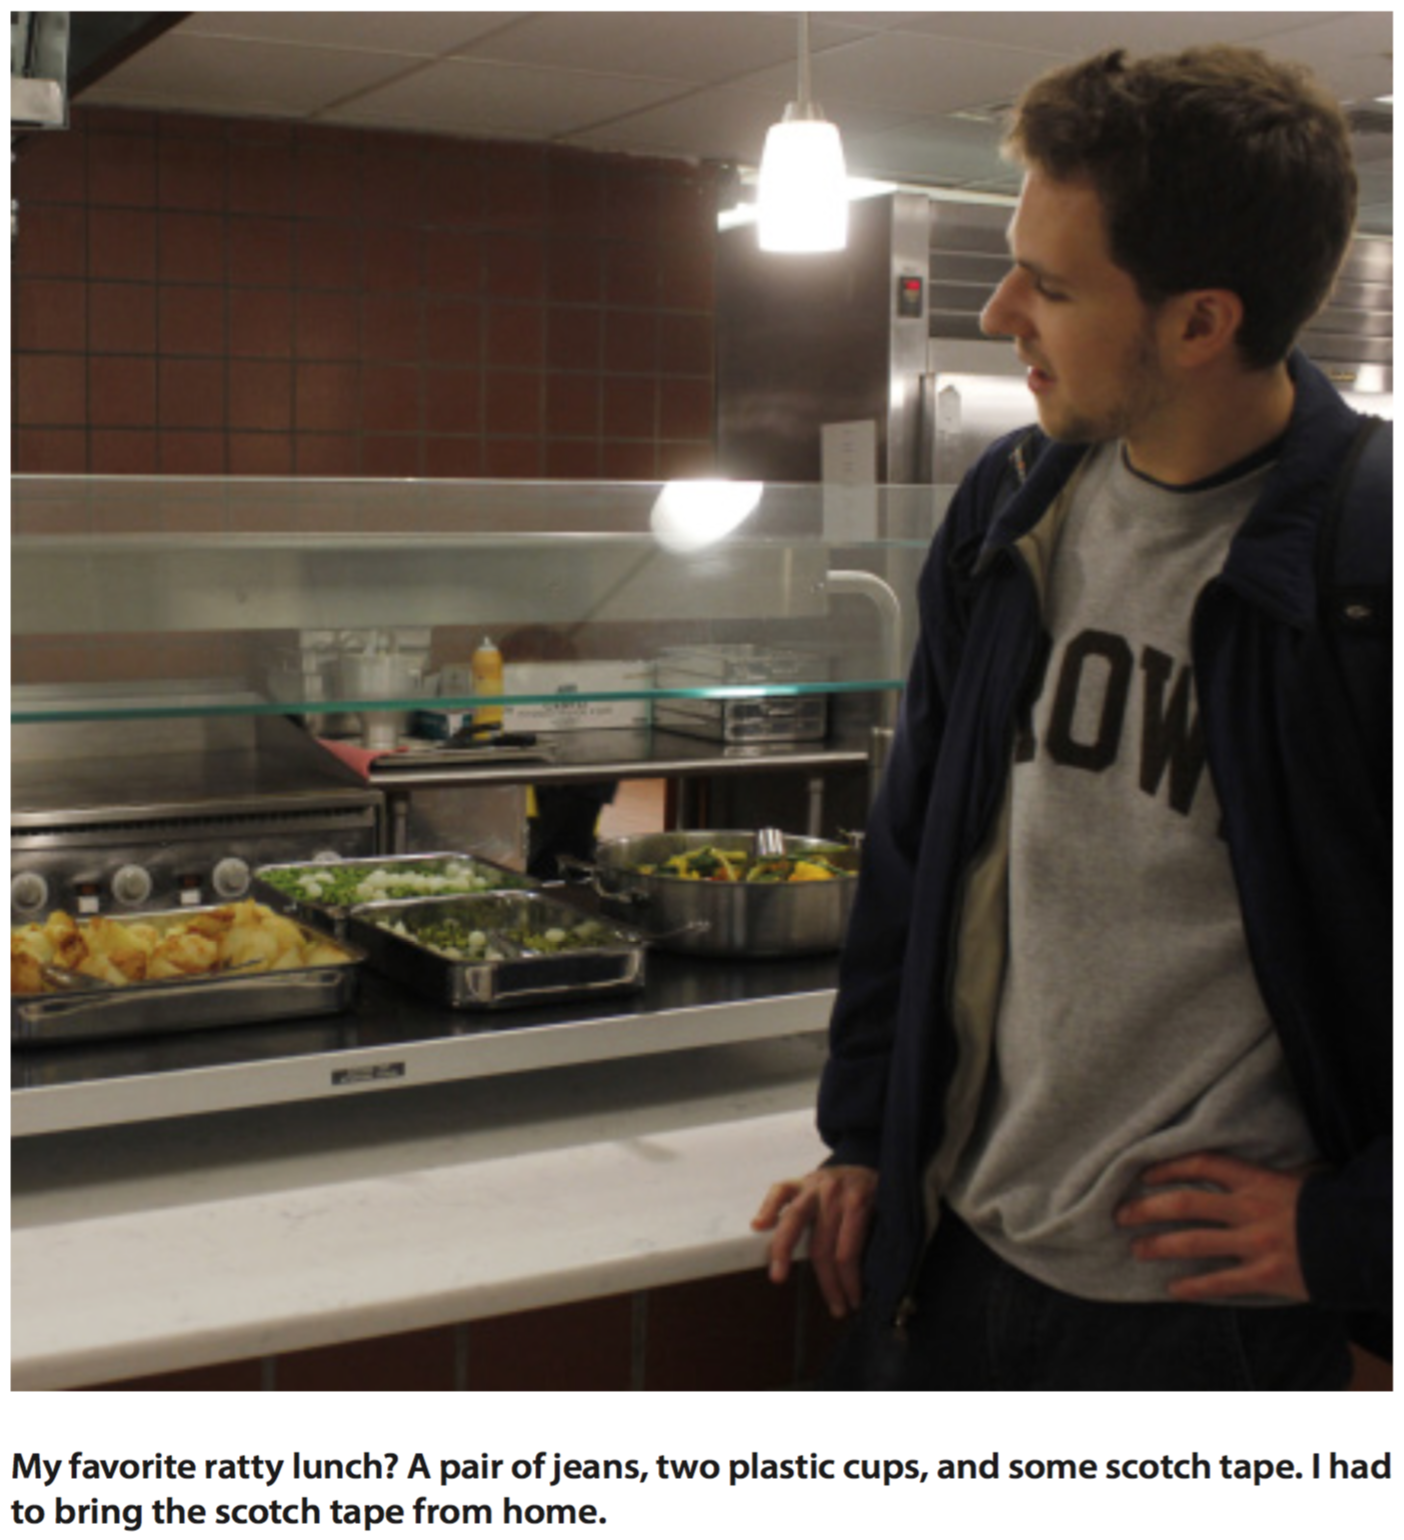 OW
My favorite ratty lunch? A pair of jeans, two plastic cups, and some scotch tape. I had
to bring the scotch tape from home.